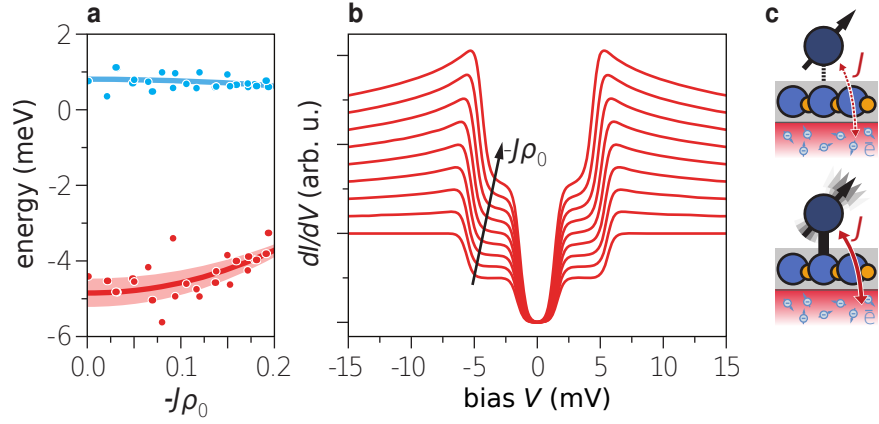 a
b
c
2
0
-2
-4
-6
energy (meV)
0.0
0.1
0.2
-Jρ₀
dI/dV (arb. u.)
-Jρ₀
-15
-10
-5
0
5
10
15
bias V (mV)
J
ē
J
ē